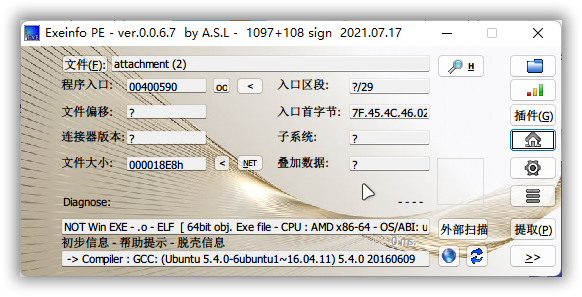 Exeinfo PE - ver.0.0.6.7 by A.S.L - 1097+108 sign 2021.07.17
文件(F): attachment (2) H
程序入口: 00400590 oc < 入口区段: ?/29
文件偏移: ? 入口首字节: 7F.45.4C.46.02 插件(G)
连接器版本: ? 子系统: ?
文件大小: 000018E8h < NET 叠加数据: ?
Diagnose: ----
NOT Win EXE - .o - ELF [ 64bit obj. Exe file - CPU : AMD x86-64 - OS/ABI: u 外部扫描 提取(P)
初步信息 - 帮助提示 - 脱壳信息
-> Compiler : GCC: (Ubuntu 5.4.0-6ubuntu1~16.04.11) 5.4.0 20160609 >>